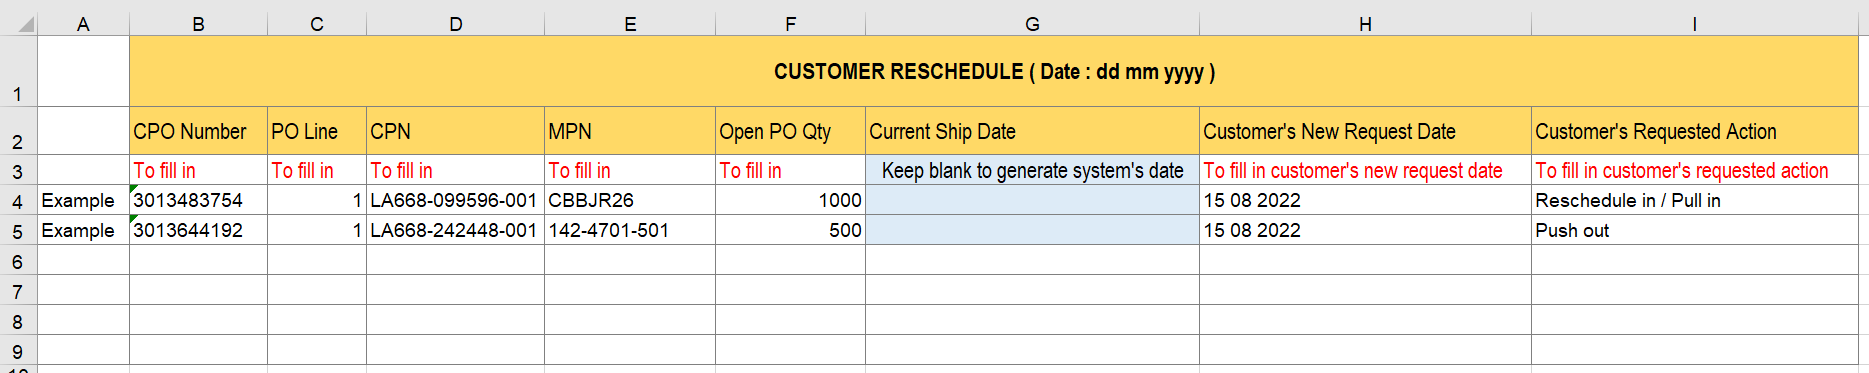 A B C D E F G H I
1 CUSTOMER RESCHEDULE ( Date : dd mm yyyy )
2 CPO Number PO Line CPN MPN Open PO Qty Current Ship Date Customer's New Request Date Customer's Requested Action
3 To fill in To fill in To fill in To fill in To fill in Keep blank to generate system's date To fill in customer's new request date To fill in customer's requested action
4 Example 3013483754 1 LA668-099596-001 CBBJR26 1000 15 08 2022 Reschedule in / Pull in
5 Example 3013644192 1 LA668-242448-001 142-4701-501 500 15 08 2022 Push out
6
7
8
9
10